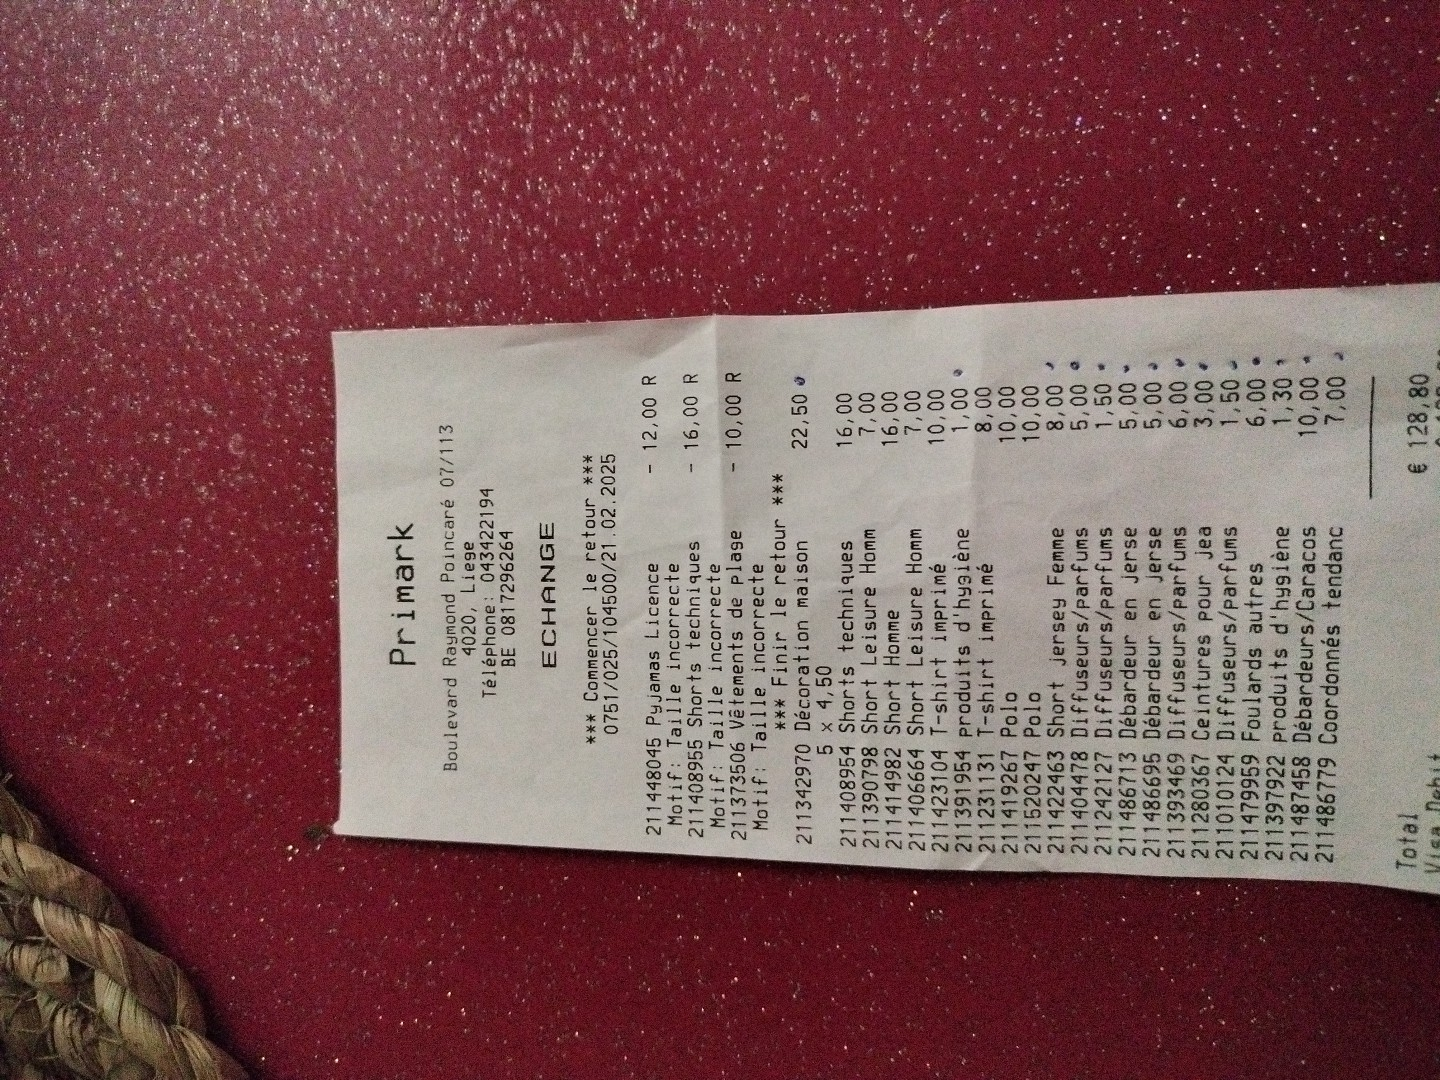 Primark
Boulevard Raymond Poincaré 07/113
4020, Liege
Téléphone: 043422194
BE 0817296264
ECHANGE
*** Commencer le retour ***
0751/025/104500/21.02.2025
211448045 Pyjamas Licence - 12,00 R
Motif: Taille incorrecte
211408955 Shorts techniques - 16,00 R
Motif: Taille incorrecte
211373506 Vêtements de plage - 10,00 R
Motif: Taille incorrecte
*** Finir le retour ***
211342970 Décoration maison 22,50
5 x 4,50
211408954 Shorts techniques 16,00
211390798 Short Leisure Homm 7,00
211414982 Short Homme 16,00
211406664 Short Leisure Homm 7,00
211423104 T-shirt imprimé 10,00
211391954 produits d'hygiène 1,00
211231131 T-shirt imprimé 8,00
211419267 Polo 10,00
211520247 Polo 10,00
211422463 Short jersey Femme 8,00
211404478 Diffuseurs/parfums 5,00
211242127 Diffuseurs/parfums 1,50
211486713 Débardeur en jerse 5,00
211486695 Débardeur en jerse 5,00
211393469 Diffuseurs/parfums 6,00
211280367 Ceintures pour jea 3,00
211010124 Diffuseurs/parfums 1,50
211479959 Foulards autres 6,00
211397922 produits d'hygiène 1,30
211487458 Débardeurs/Caracos 10,00
211486779 Coordonnés tendanc 7,00
Total € 128,80
Visa Debit